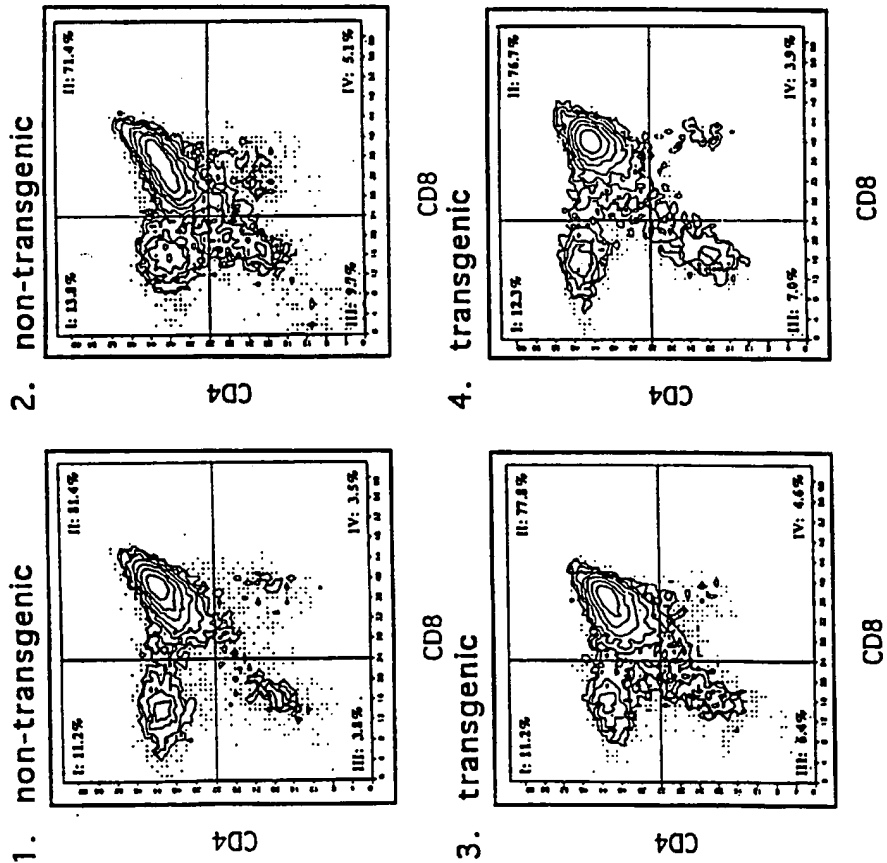 1. non-transgenic
I: 11.2%
II: 81.4%
III: 3.8%
IV: 3.5%
CD4
CD8
2. non-transgenic
I: 13.8%
II: 71.4%
III: 9.7%
IV: 5.1%
CD4
CD8
3. transgenic
I: 11.2%
II: 77.8%
III: 6.4%
IV: 4.6%
CD4
CD8
4. transgenic
I: 12.3%
II: 76.7%
III: 7.0%
IV: 3.9%
CD4
CD8